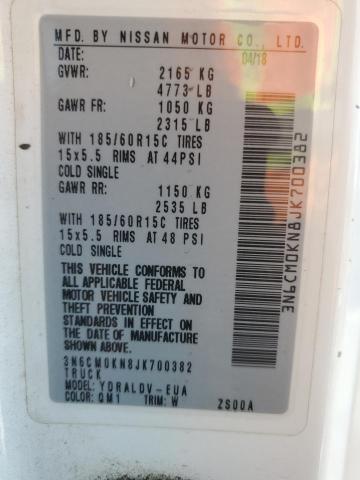 MFD. BY NISSAN MOTOR CO., LTD.
DATE: 04/18
GVWR: 2165 KG
4773 LB
GAWR FR: 1050 KG
2315 LB
WITH 185/60R15C TIRES
15x5.5 RIMS AT 44PSI
COLD SINGLE
GAWR RR: 1150 KG
2535 LB
WITH 185/60R15C TIRES
15x5.5 RIMS AT 48 PSI
COLD SINGLE
THIS VEHICLE CONFORMS TO
ALL APPLICABLE FEDERAL
MOTOR VEHICLE SAFETY AND
THEFT PREVENTION
STANDARDS IN EFFECT ON
THE DATE OF MANUFACTURE
SHOWN ABOVE.
3N6CM0KN8JK700382
TRUCK
MODEL: YDRALDV-EUA
COLOR: QM1 TRIM: W ZS00A
3N6CM0KN8JK700382